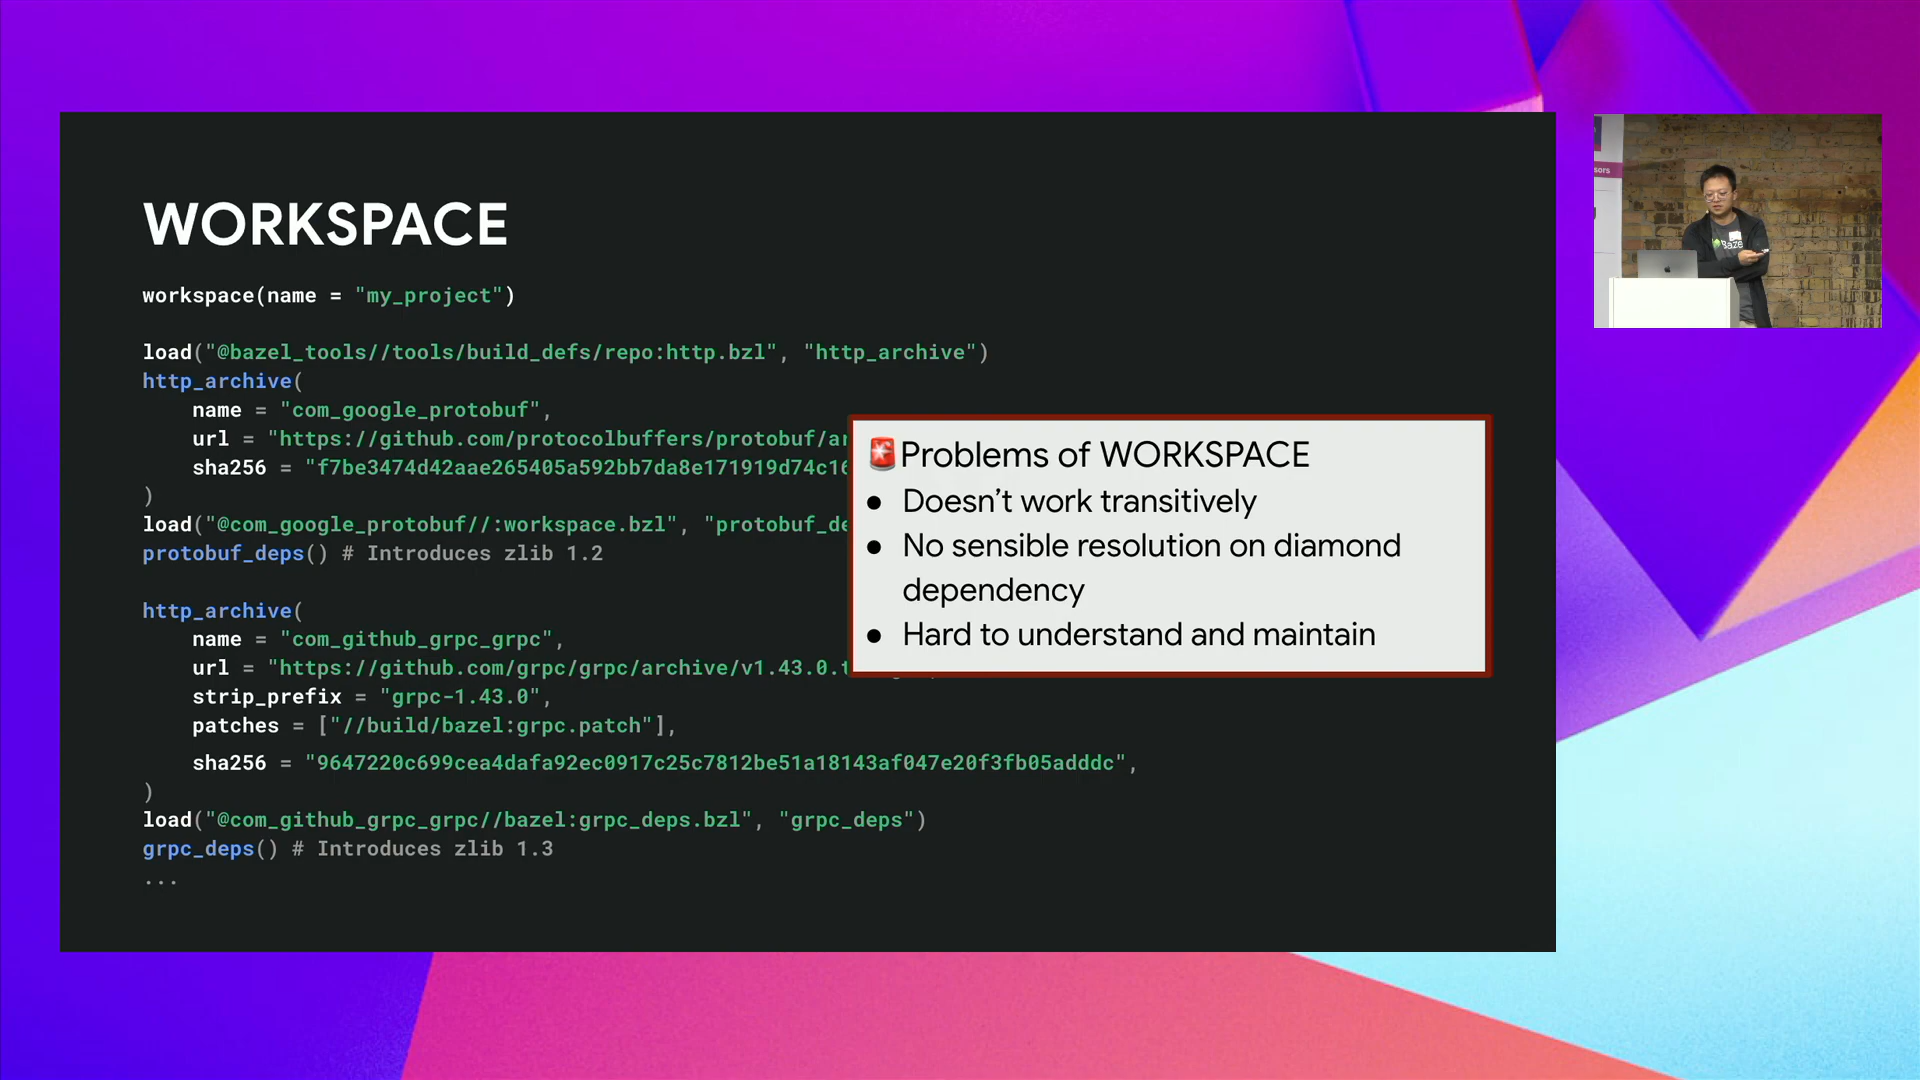 WORKSPACE
workspace(name = "my_project")
load("@bazel_tools//tools/build_defs/repo:http.bzl", "http_archive")
http_archive(
name = "com_google_protobuf",
url = "https://github.com/protocolbuffers/protobuf/ar
sha256 = "f7be3474d42aae265405a592bb7da8e171919d74c16
)
load("@com_google_protobuf//:workspace.bzl", "protobuf_de
protobuf_deps() # Introduces zlib 1.2
http_archive(
name = "com_github_grpc_grpc",
url = "https://github.com/grpc/grpc/archive/v1.43.0.t
strip_prefix = "grpc-1.43.0",
patches = ["//build/bazel:grpc.patch"],
sha256 = "9647220c699cea4dafa92ec0917c25c7812be51a18143af047e20f3fb05adddc",
)
load("@com_github_grpc_grpc//bazel:grpc_deps.bzl", "grpc_deps")
grpc_deps() # Introduces zlib 1.3
...
🚨Problems of WORKSPACE
● Doesn't work transitively
● No sensible resolution on diamond
dependency
● Hard to understand and maintain
sors
Baze